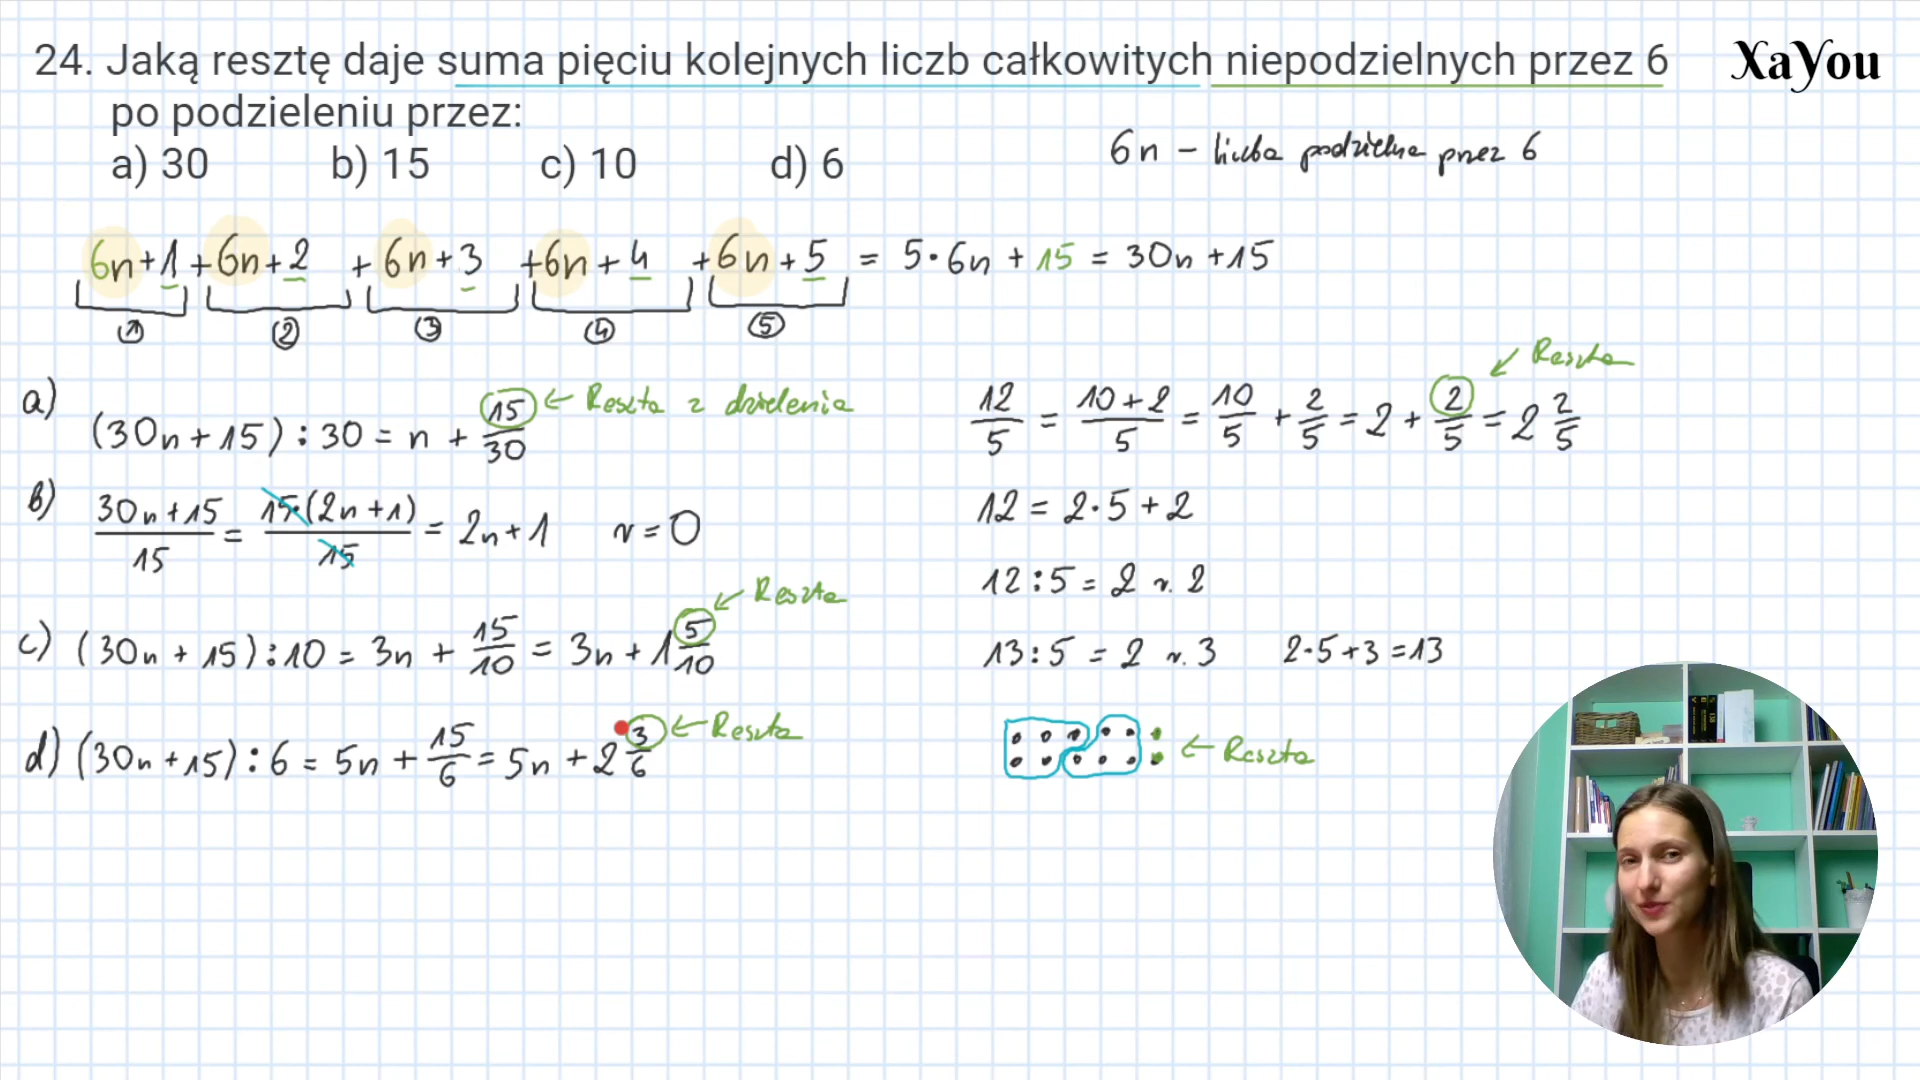 24. Jaką resztę daje suma pięciu kolejnych liczb całkowitych niepodzielnych przez 6
po podzieleniu przez:
a) 30 b) 15 c) 10 d) 6
XaYou
6n - liczba podzielna przez 6
6n+1 +6n+2 +6n+3 +6n+4 +6n+5 = 5·6n + 15 = 30n +15
① ② ③ ④ ⑤
a) (30n+15) : 30 = n + 15/30 ← Reszta z dzielenia
b) 30n+15/15 = 15·(2n+1)/15 = 2n+1 r = 0
c) (30n + 15) : 10 = 3n + 15/10 = 3n + 1 5/10 ← Reszta
d) (30n+15) : 6 = 5n + 15/6 = 5n + 2 3/6 ← Reszta
12/5 = 10+2/5 = 10/5 + 2/5 = 2 + 2/5 = 2 2/5 ← Reszta
12 = 2·5 + 2
12 : 5 = 2 r. 2
13 : 5 = 2 r. 3 2·5+3 = 13
← Reszta